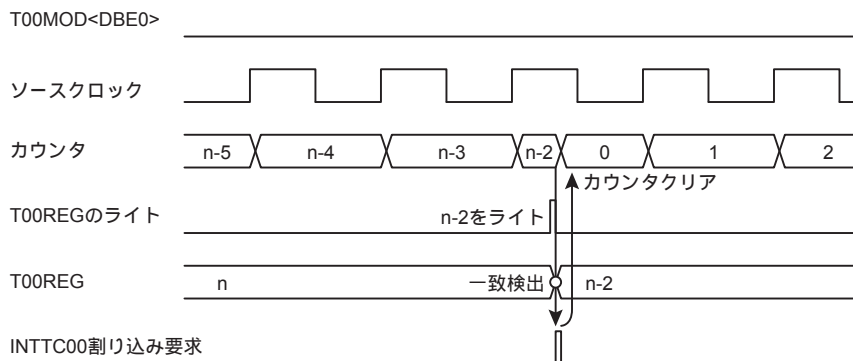 T00MOD<DBE0>
ソースクロック
カウンタ n-5 n-4 n-3 n-2 0 1 2
カウンタクリア
T00REGのライト n-2をライト
T00REG n 一致検出 n-2
INTTC00割り込み要求